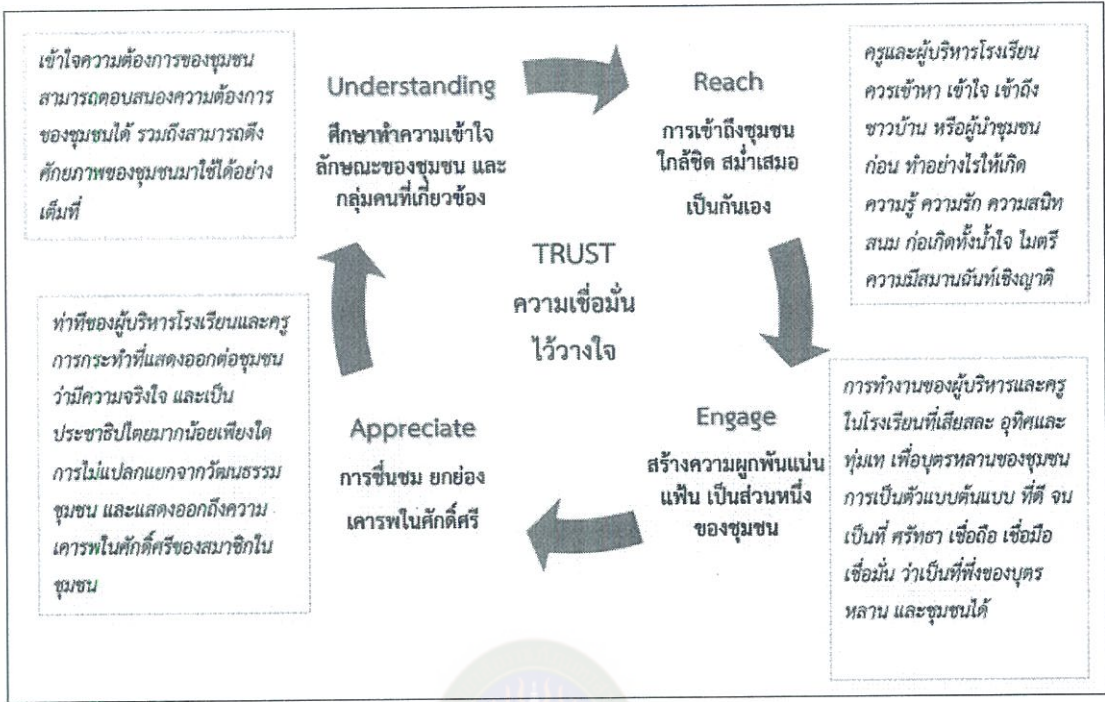 เข้าใจความต้องการของชุมชน
สามารถตอบสนองความต้องการ
ของชุมชนได้ รวมถึงสามารถดึง
ศักยภาพของชุมชนมาใช้ได้อย่าง
เต็มที่
Understanding
ศึกษาทำความเข้าใจ
ลักษณะของชุมชน และ
กลุ่มคนที่เกี่ยวข้อง
Reach
การเข้าถึงชุมชน
ใกล้ชิด สม่ำเสมอ
เป็นกันเอง
ครูและผู้บริหารโรงเรียน
ควรเข้าหา เข้าใจ เข้าถึง
ชาวบ้าน หรือผู้นำชุมชน
ก่อน ทำอย่างไรให้เกิด
ความรู้ ความรัก ความสนิท
สนม ก่อเกิดทั้งน้ำใจ ไมตรี
ความมีสมานฉันท์เชิงญาติ
TRUST
ความเชื่อมั่น
ไว้วางใจ
ท่าทีของผู้บริหารโรงเรียนและครู
การกระทำที่แสดงออกต่อชุมชน
ว่ามีความจริงใจ และเป็น
ประชาธิปไตยมากน้อยเพียงใด
การไม่แปลกแยกจากวัฒนธรรม
ชุมชน และแสดงออกถึงความ
เคารพในศักดิ์ศรีของสมาชิกใน
ชุมชน
Appreciate
การชื่นชม ยกย่อง
เคารพในศักดิ์ศรี
Engage
สร้างความผูกพันแน่น
แฟ้น เป็นส่วนหนึ่ง
ของชุมชน
การทำงานของผู้บริหารและครู
ในโรงเรียนที่เสียสละ อุทิศและ
ทุ่มเท เพื่อบุตรหลานของชุมชน
การเป็นตัวแบบต้นแบบ ที่ดี จน
เป็นที่ ศรัทธา เชื่อถือ เชื่อมือ
เชื่อมั่น ว่าเป็นที่พึ่งของบุตร
หลาน และชุมชนได้